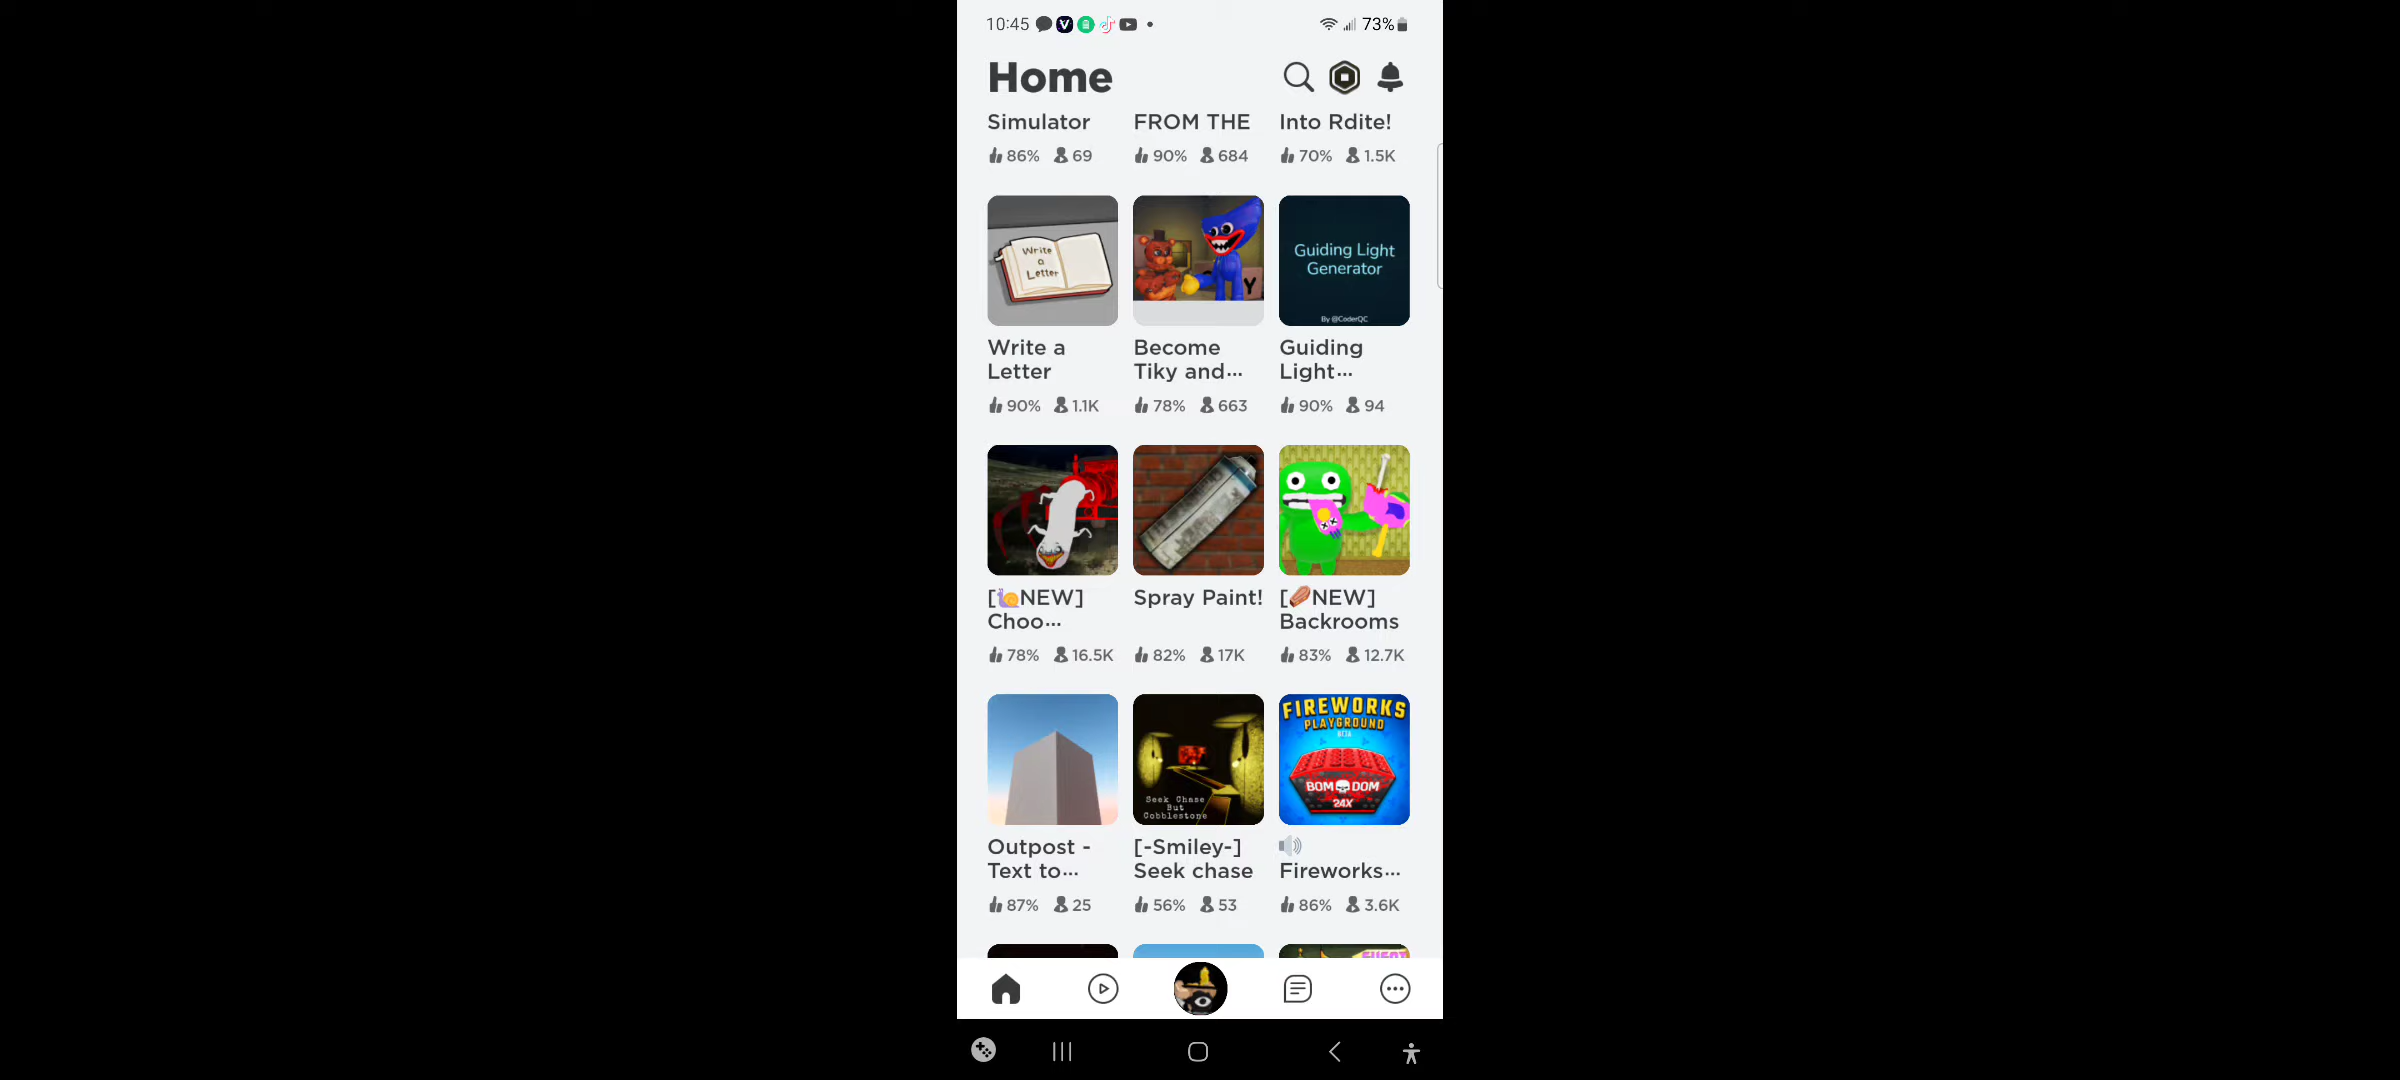 10:45
73%
Home
Simulator
FROM THE
Into Rdite!
86% 69
90% 684
70% 1.5K
Write
a
Letter
Y
Guiding Light
Generator
By @CoderQC
Write a
Letter
Become
Tiky and...
Guiding
Light...
90% 1.1K
78% 663
90% 94
[🐌NEW]
Choo...
Spray Paint!
[⚰️NEW]
Backrooms
78% 16.5K
82% 17K
83% 12.7K
Seek Chase
But
Cobblestone
FIREWORKS
PLAYGROUND
BETA
BOM DOM
24X
Outpost -
Text to...
[-Smiley-]
Seek chase
🔊
Fireworks...
87% 25
56% 53
86% 3.6K